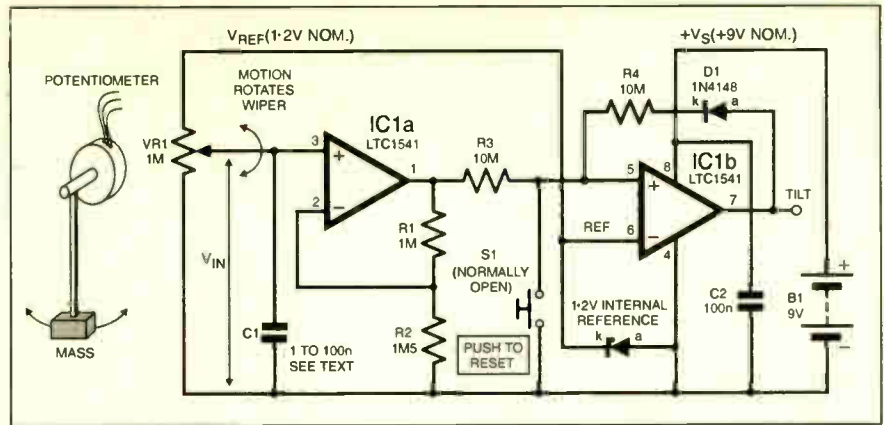 POTENTIOMETER
MASS
VREF(1·2V NOM.)
MOTION
ROTATES
WIPER
VR1
1M
VIN
C1
1 TO 100n
SEE TEXT
IC1a
LTC1541
3
+
2
−
1
R1
1M
R2
1M5
R3
10M
S1
(NORMALLY
OPEN)
PUSH TO
RESET
+VS(+9V NOM.)
R4
10M
D1
1N4148
k
a
IC1b
LTC1541
5
+
REF
6
−
8
7
4
TILT
1·2V INTERNAL
REFERENCE
k
a
C2
100n
B1
9V
+
−